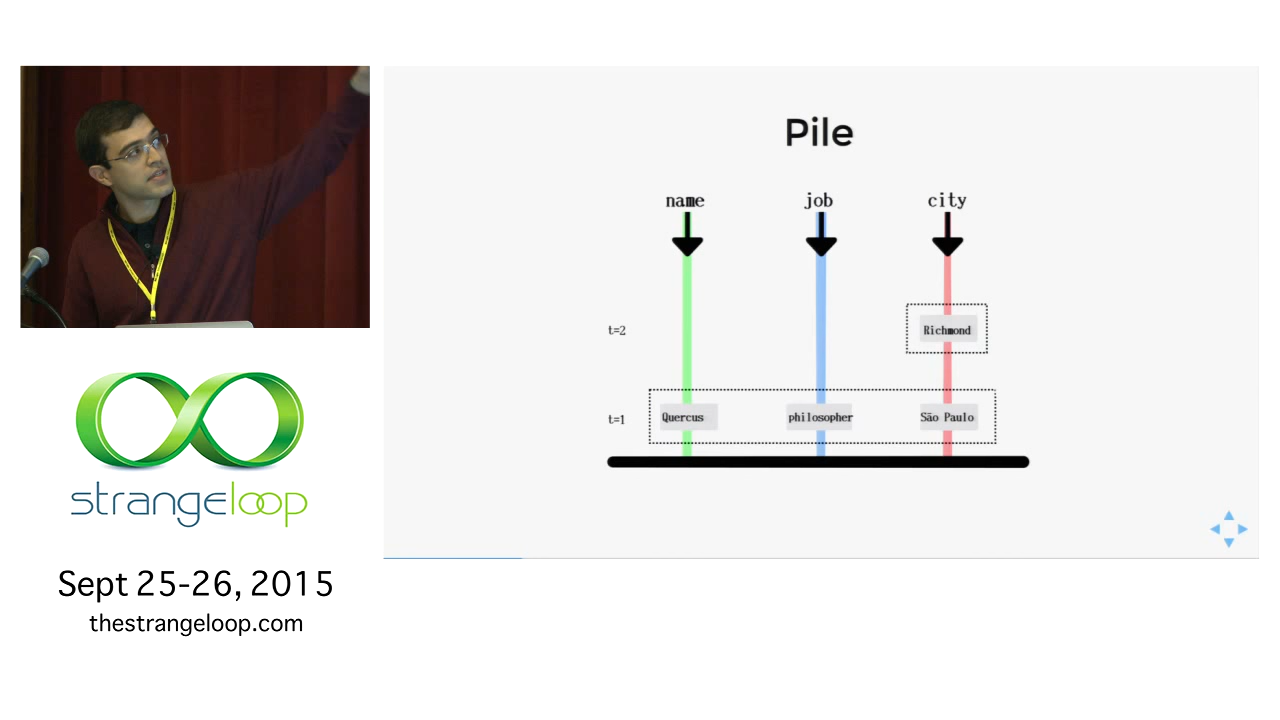 Pile
name job city
t=2 Richmond
t=1 Quercus philosopher São Paulo
strangeloop
Sept 25-26, 2015
thestrangeloop.com